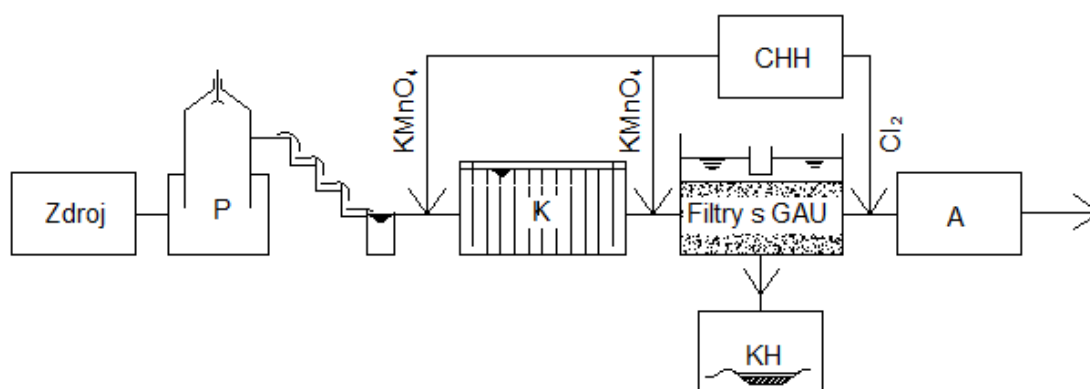 CHH
KMnO₄
KMnO₄
Cl₂
Zdroj
P
K
Filtry s GAU
A
KH